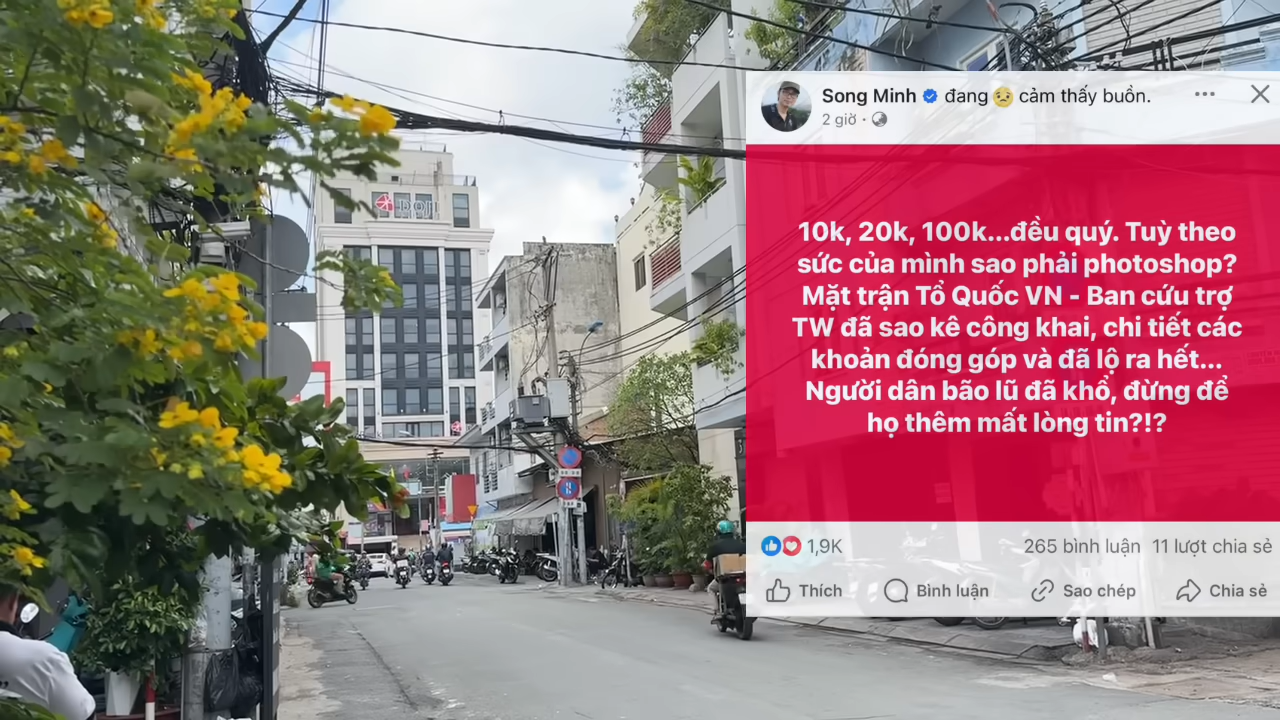 DOJI
Song Minh đang cảm thấy buồn.
2 giờ
10k, 20k, 100k...đều quý. Tuỳ theo
sức của mình sao phải photoshop?
Mặt trận Tổ Quốc VN - Ban cứu trợ
TW đã sao kê công khai, chi tiết các
khoản đóng góp và đã lộ ra hết...
Người dân bão lũ đã khổ, đừng để
họ thêm mất lòng tin?!?
1,9K 265 bình luận 11 lượt chia sẻ
Thích Bình luận Sao chép Chia sẻ